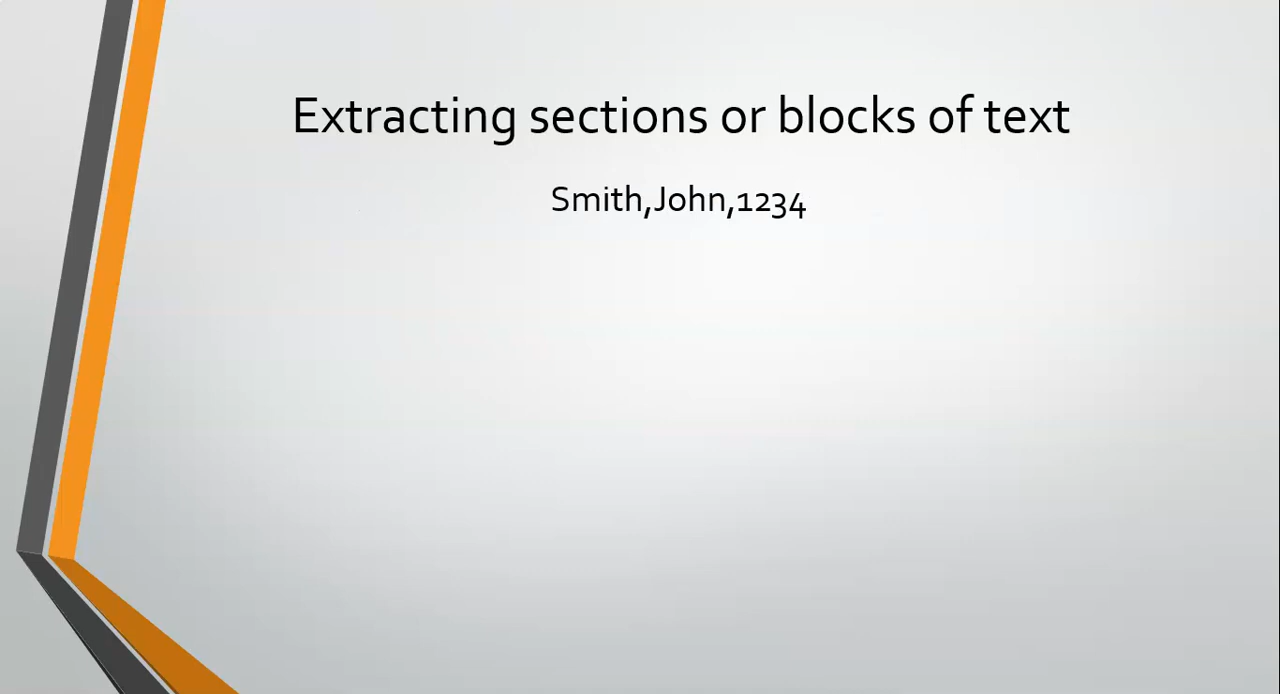 Extracting sections or blocks of text
Smith,John,1234